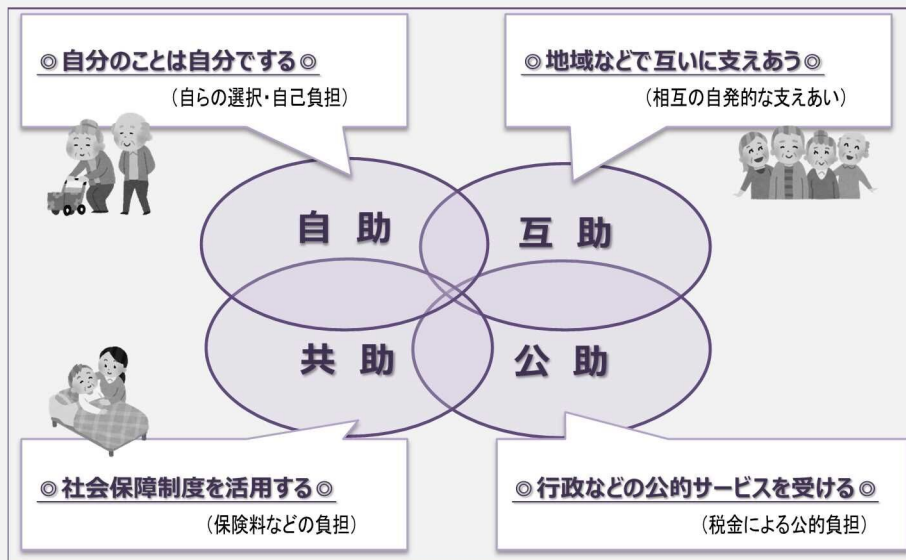 ◎自分のことは自分でする◎
（自らの選択・自己負担）
◎地域などで互いに支えあう◎
（相互の自発的な支えあい）
自 助
互 助
共 助
公 助
◎社会保障制度を活用する◎
（保険料などの負担）
◎行政などの公的サービスを受ける◎
（税金による公的負担）